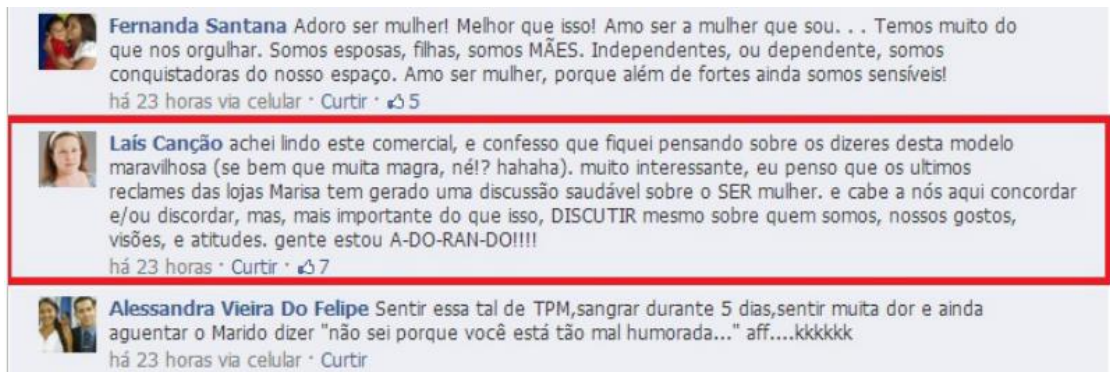 Fernanda Santana Adoro ser mulher! Melhor que isso! Amo ser a mulher que sou. . . Temos muito do
que nos orgulhar. Somos esposas, filhas, somos MÃES. Independentes, ou dependente, somos
conquistadoras do nosso espaço. Amo ser mulher, porque além de fortes ainda somos sensíveis!
há 23 horas via celular · Curtir · 5
Laís Canção achei lindo este comercial, e confesso que fiquei pensando sobre os dizeres desta modelo
maravilhosa (se bem que muita magra, né!? hahaha). muito interessante, eu penso que os ultimos
reclames das lojas Marisa tem gerado uma discussão saudável sobre o SER mulher. e cabe a nós aqui concordar
e/ou discordar, mas, mais importante do que isso, DISCUTIR mesmo sobre quem somos, nossos gostos,
visões, e atitudes. gente estou A-DO-RAN-DO!!!!
há 23 horas · Curtir · 7
Alessandra Vieira Do Felipe Sentir essa tal de TPM,sangrar durante 5 dias,sentir muita dor e ainda
aguentar o Marido dizer "não sei porque você está tão mal humorada..." aff....kkkkkk
há 23 horas via celular · Curtir